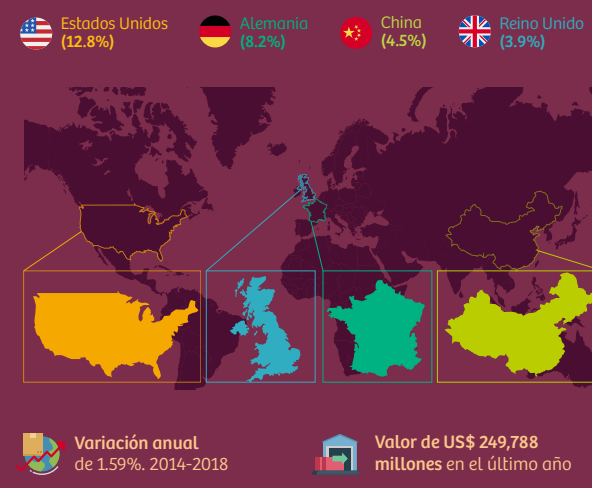 Estados Unidos
(12.8%)
Alemania
(8.2%)
China
(4.5%)
Reino Unido
(3.9%)
Variación anual
de 1.59%. 2014-2018
Valor de US$ 249,788
millones en el último año